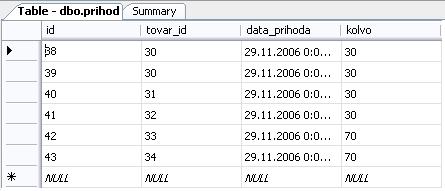 Table - dbo.prihod Summary
id tovar_id data_prihoda kolvo
38 30 29.11.2006 0:0... 30
39 30 29.11.2006 0:0... 30
40 31 29.11.2006 0:0... 30
41 32 29.11.2006 0:0... 30
42 33 29.11.2006 0:0... 70
43 34 29.11.2006 0:0... 70
NULL NULL NULL NULL